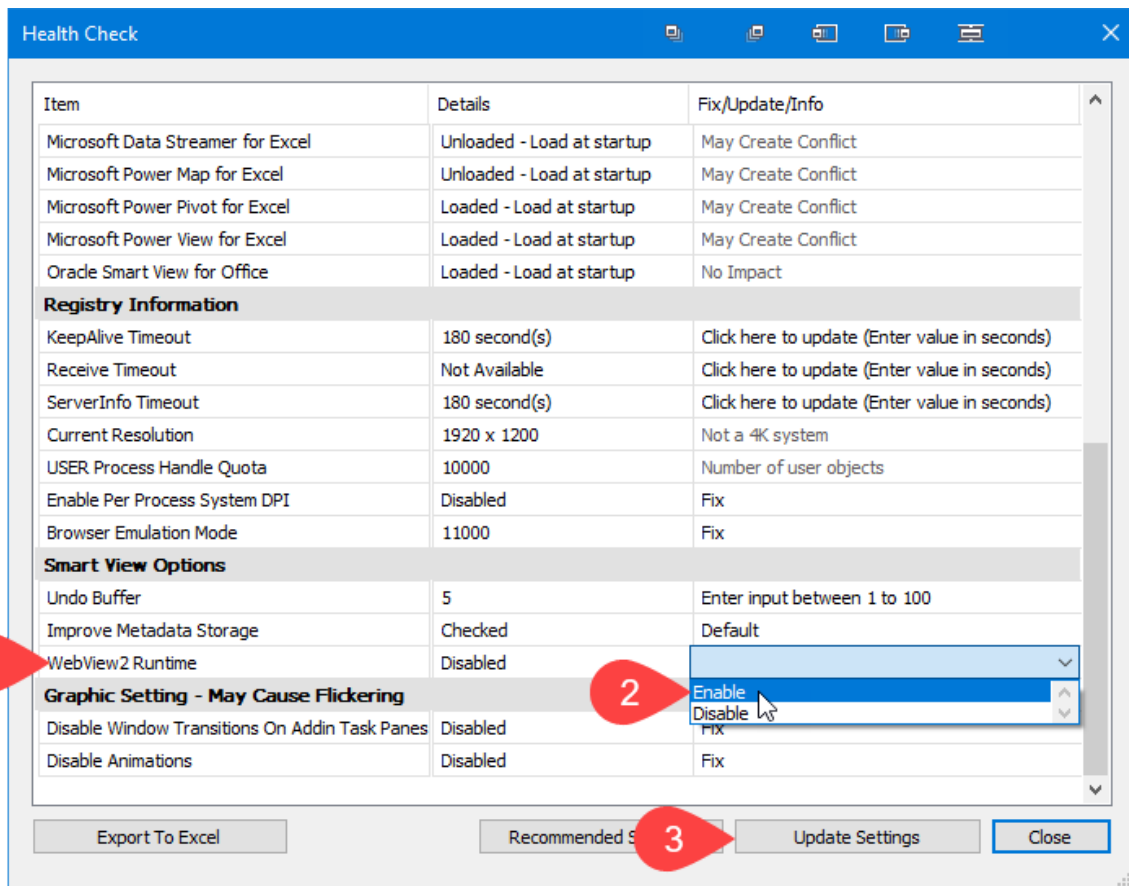 Health Check
Item Details Fix/Update/Info
Microsoft Data Streamer for Excel Unloaded - Load at startup May Create Conflict
Microsoft Power Map for Excel Unloaded - Load at startup May Create Conflict
Microsoft Power Pivot for Excel Loaded - Load at startup May Create Conflict
Microsoft Power View for Excel Loaded - Load at startup May Create Conflict
Oracle Smart View for Office Loaded - Load at startup No Impact
Registry Information
KeepAlive Timeout 180 second(s) Click here to update (Enter value in seconds)
Receive Timeout Not Available Click here to update (Enter value in seconds)
ServerInfo Timeout 180 second(s) Click here to update (Enter value in seconds)
Current Resolution 1920 x 1200 Not a 4K system
USER Process Handle Quota 10000 Number of user objects
Enable Per Process System DPI Disabled Fix
Browser Emulation Mode 11000 Fix
Smart View Options
Undo Buffer 5 Enter input between 1 to 100
Improve Metadata Storage Checked Default
WebView2 Runtime Disabled
Graphic Setting - May Cause Flickering 2 Enable
Disable
Disable Window Transitions On Addin Task Panes Disabled Fix
Disable Animations Disabled Fix
Export To Excel Recommended 3 Update Settings Close